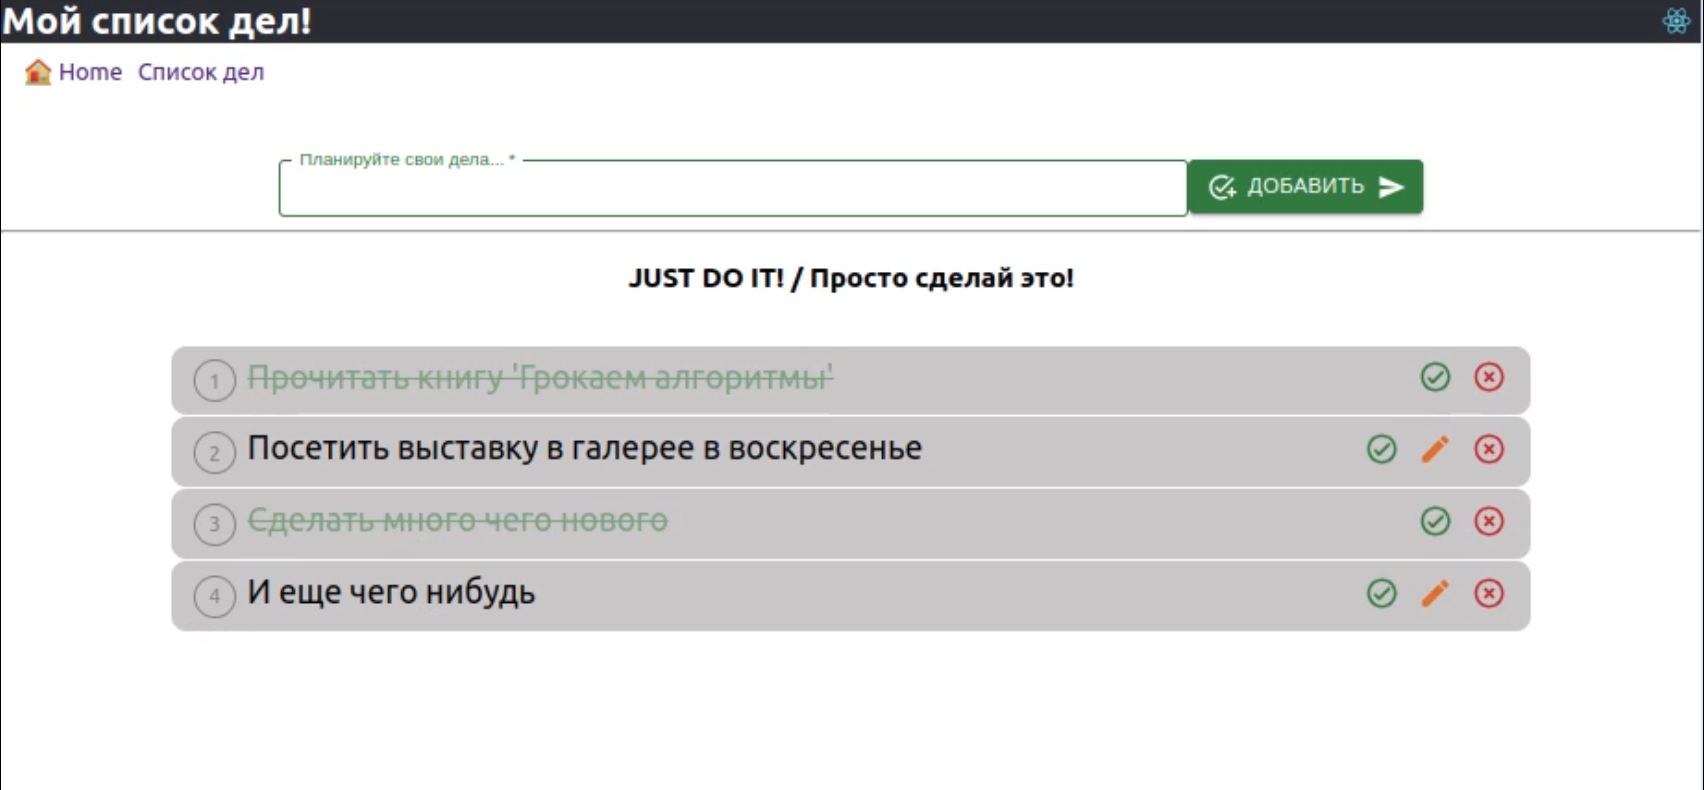 Мой список дел!
Home Список дел
Планируйте свои дела... *
ДОБАВИТЬ
JUST DO IT! / Просто сделай это!
1 Прочитать книгу 'Грокаем алгоритмы'
2 Посетить выставку в галерее в воскресенье
3 Сделать много чего нового
4 И еще чего нибудь